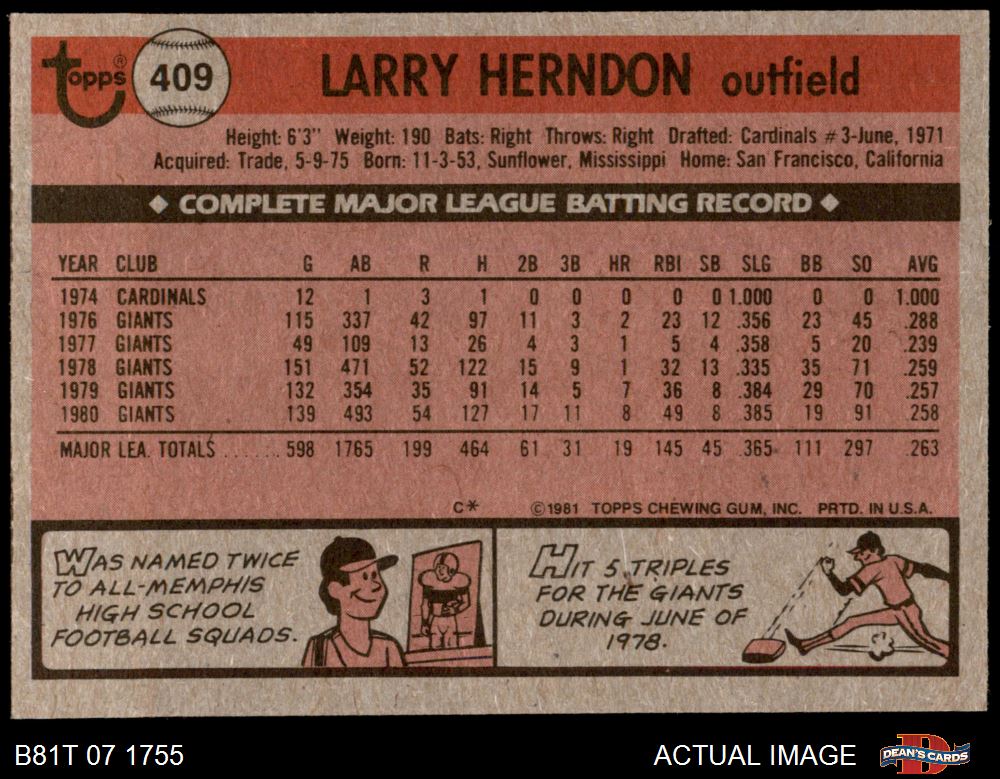 Topps® 409 LARRY HERNDON outfield
Height: 6'3" Weight: 190 Bats: Right Throws: Right Drafted: Cardinals #3-June, 1971
Acquired: Trade, 5-9-75 Born: 11-3-53, Sunflower, Mississippi Home: San Francisco, California
◆ COMPLETE MAJOR LEAGUE BATTING RECORD ◆
YEAR CLUB G AB R H 2B 3B HR RBI SB SLG BB SO AVG
1974 CARDINALS 12 1 3 1 0 0 0 0 0 1.000 0 0 1.000
1976 GIANTS 115 337 42 97 11 3 2 23 12 .356 23 45 .288
1977 GIANTS 49 109 13 26 4 3 1 5 4 .358 5 20 .239
1978 GIANTS 151 471 52 122 15 9 1 32 13 .335 35 71 .259
1979 GIANTS 132 354 35 91 14 5 7 36 8 .384 29 70 .257
1980 GIANTS 139 493 54 127 17 11 8 49 8 .385 19 91 .258
MAJOR LEA. TOTALS ...... 598 1765 199 464 61 31 19 145 45 .365 111 297 .263
C* ©1981 TOPPS CHEWING GUM, INC. PRTD. IN U.S.A.
WAS NAMED TWICE
TO ALL-MEMPHIS
HIGH SCHOOL
FOOTBALL SQUADS.
HIT 5 TRIPLES
FOR THE GIANTS
DURING JUNE OF
1978.
B81T 07 1755 ACTUAL IMAGE DEAN'S CARDS